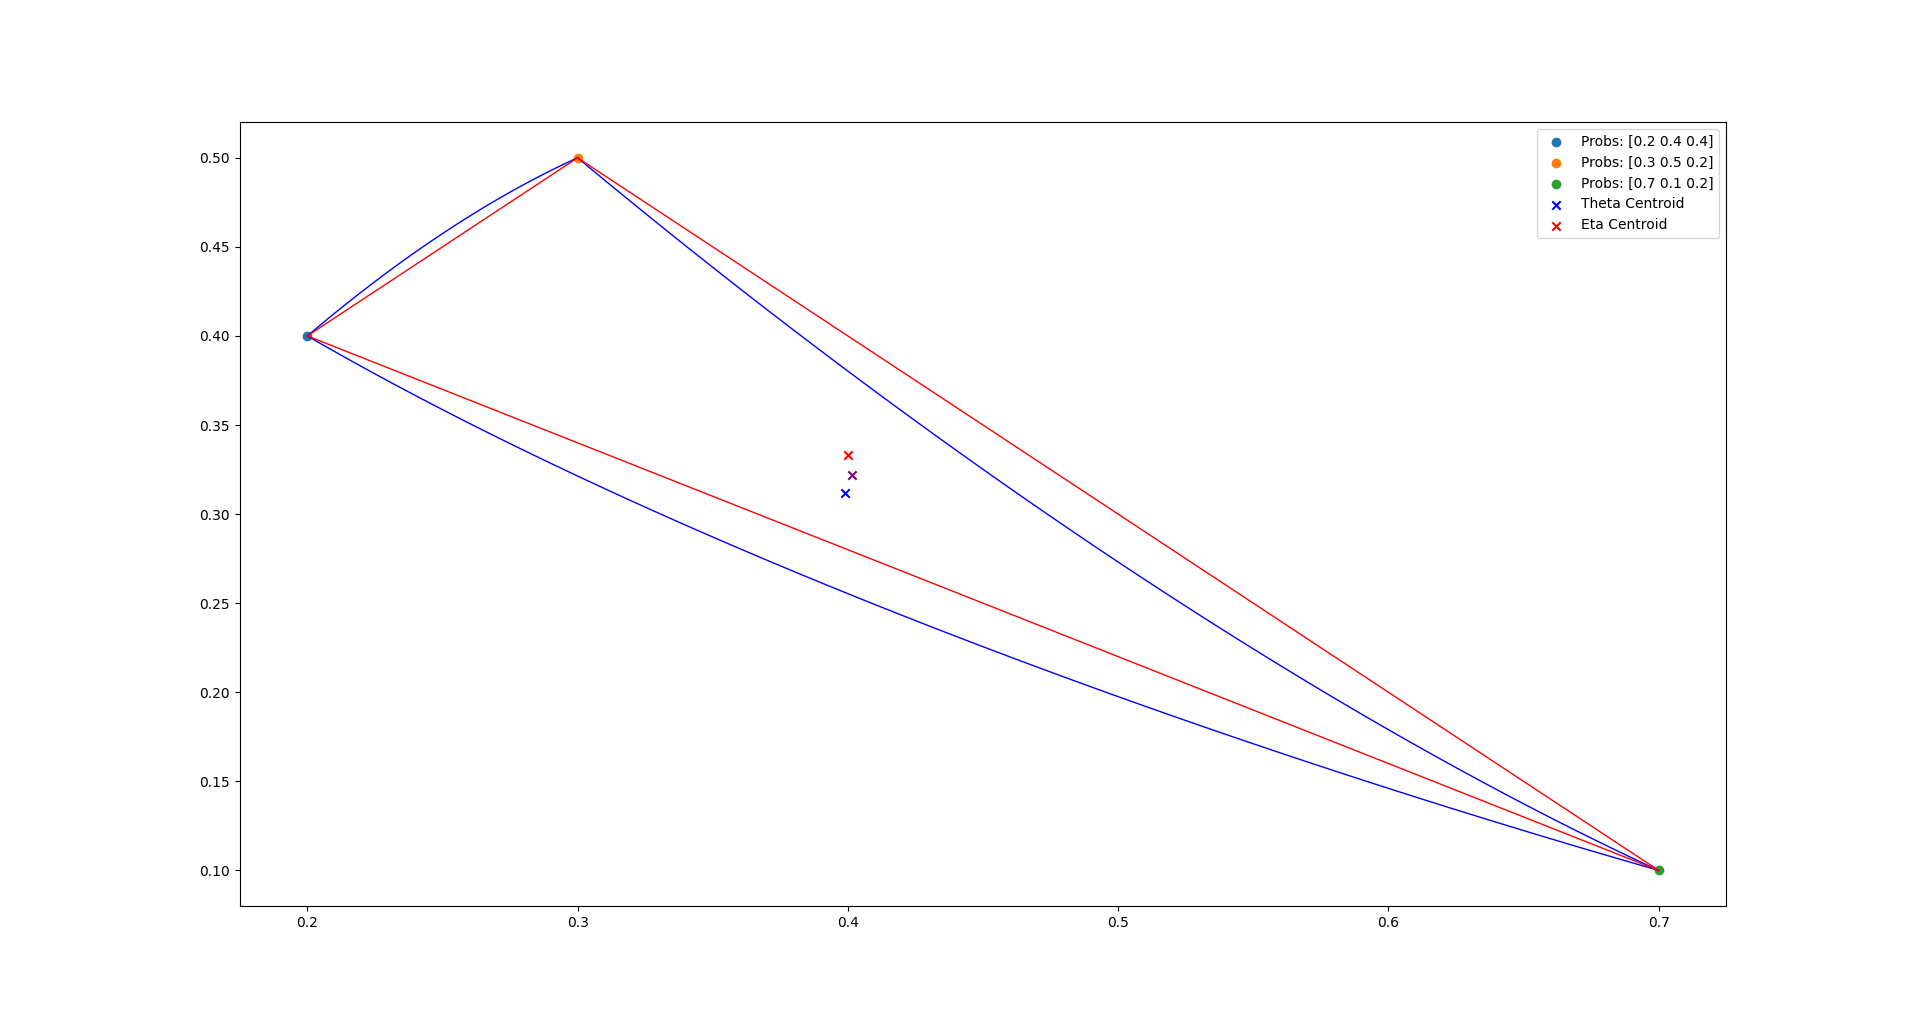 Probs: [0.2 0.4 0.4]
Probs: [0.3 0.5 0.2]
Probs: [0.7 0.1 0.2]
Theta Centroid
Eta Centroid
0.50
0.45
0.40
0.35
0.30
0.25
0.20
0.15
0.10
0.2 0.3 0.4 0.5 0.6 0.7